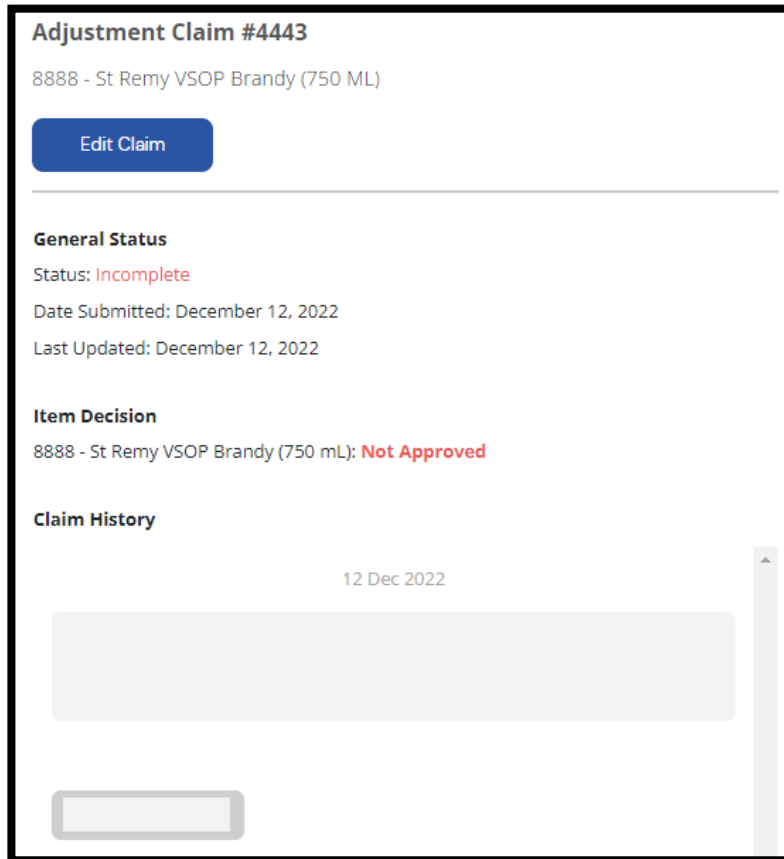 Adjustment Claim #4443
8888 - St Remy VSOP Brandy (750 ML)
Edit Claim
General Status
Status: Incomplete
Date Submitted: December 12, 2022
Last Updated: December 12, 2022
Item Decision
8888 - St Remy VSOP Brandy (750 mL): Not Approved
Claim History
12 Dec 2022